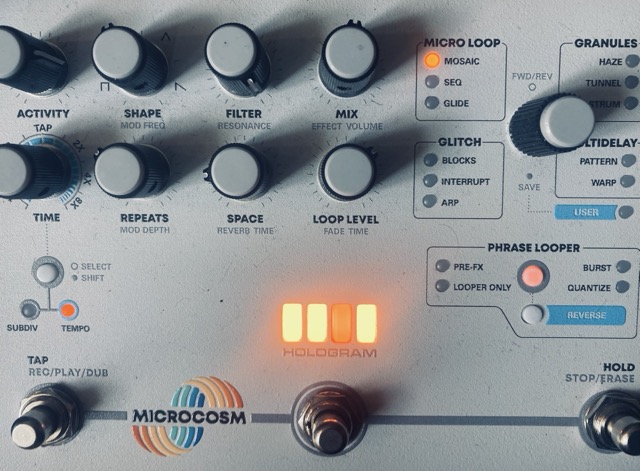 MICRO LOOP
MOSAIC
SEQ
GLIDE
GRANULES
HAZE
TUNNEL
FWD/REV
ACTIVITY
SHAPE
MOD FREQ.
FILTER
RESONANCE
MIX
EFFECT VOLUME
TAP
2X
4X
8X
GLITCH
BLOCKS
INTERRUPT
ARP
PATTERN
WARP
SAVE
USER
TIME
REPEATS
MOD DEPTH
SPACE
REVERB TIME
LOOP LEVEL
FADE TIME
SELECT
SHIFT
SUBDIV
TEMPO
PHRASE LOOPER
PRE-FX
LOOPER ONLY
BURST
QUANTIZE
REVERSE
HOLOGRAM
TAP
REC/PLAY/DUB
MICROCOSM
HOLD
STOP/ERASE